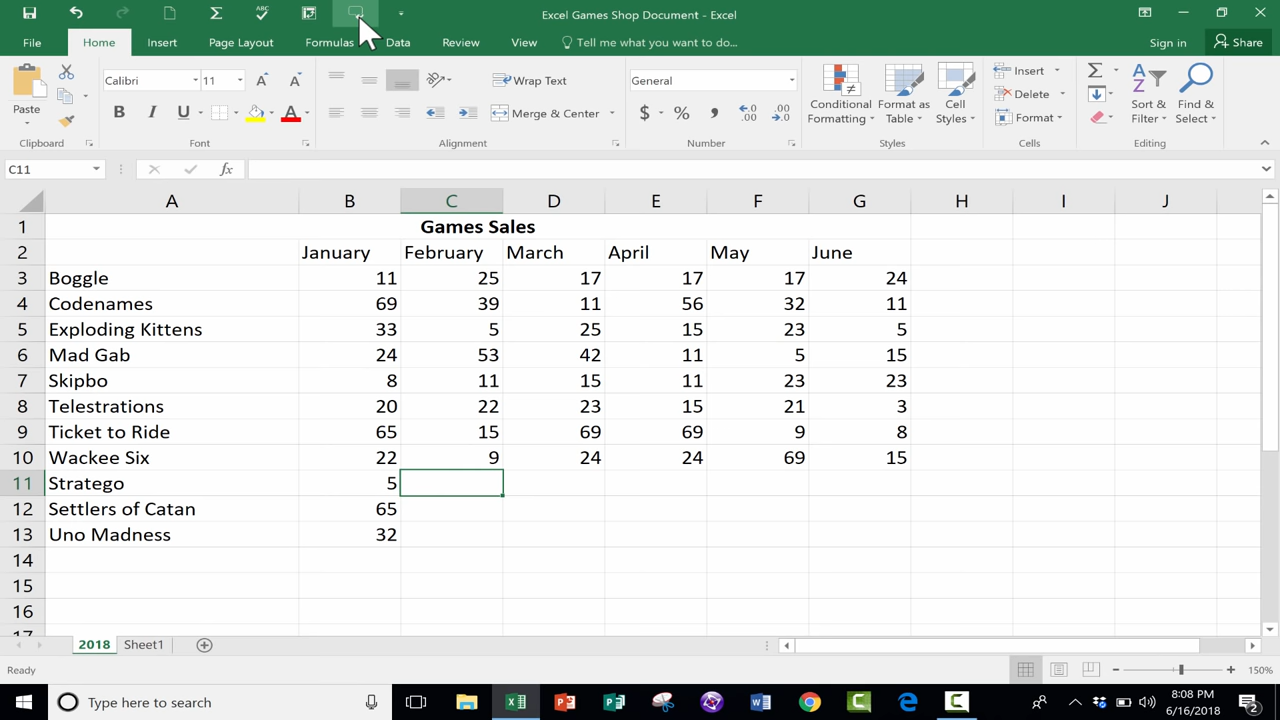 Excel Games Shop Document - Excel
File Home Insert Page Layout Formulas Data Review View Tell me what you want to do... Sign in Share
Calibri 11 Wrap Text General Insert
Paste B I U Merge & Center $ % , Conditional Formatting Format as Table Cell Styles Delete Format Sort & Filter Find & Select
Clipboard Font Alignment Number Styles Cells Editing
C11 fx
A B C D E F G H I J
1 Games Sales
2 January February March April May June
3 Boggle 11 25 17 17 17 24
4 Codenames 69 39 11 56 32 11
5 Exploding Kittens 33 5 25 15 23 5
6 Mad Gab 24 53 42 11 5 15
7 Skipbo 8 11 15 11 23 23
8 Telestrations 20 22 23 15 21 3
9 Ticket to Ride 65 15 69 69 9 8
10 Wackee Six 22 9 24 24 69 15
11 Stratego 5
12 Settlers of Catan 65
13 Uno Madness 32
14
15
16
17
2018 Sheet1
Ready 150%
Type here to search 8:08 PM
6/16/2018 2